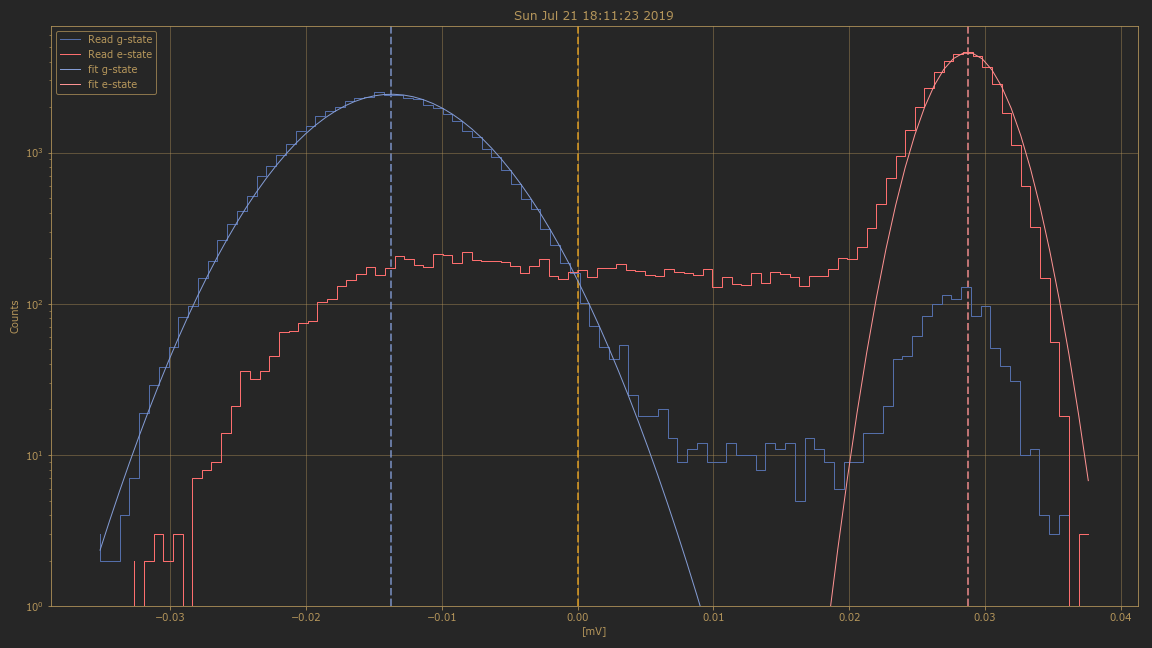 Sun Jul 21 18:11:23 2019
Read g-state
Read e-state
fit g-state
fit e-state
10³
10²
10¹
10⁰
Counts
−0.03 −0.02 −0.01 0.00 0.01 0.02 0.03 0.04
[mV]